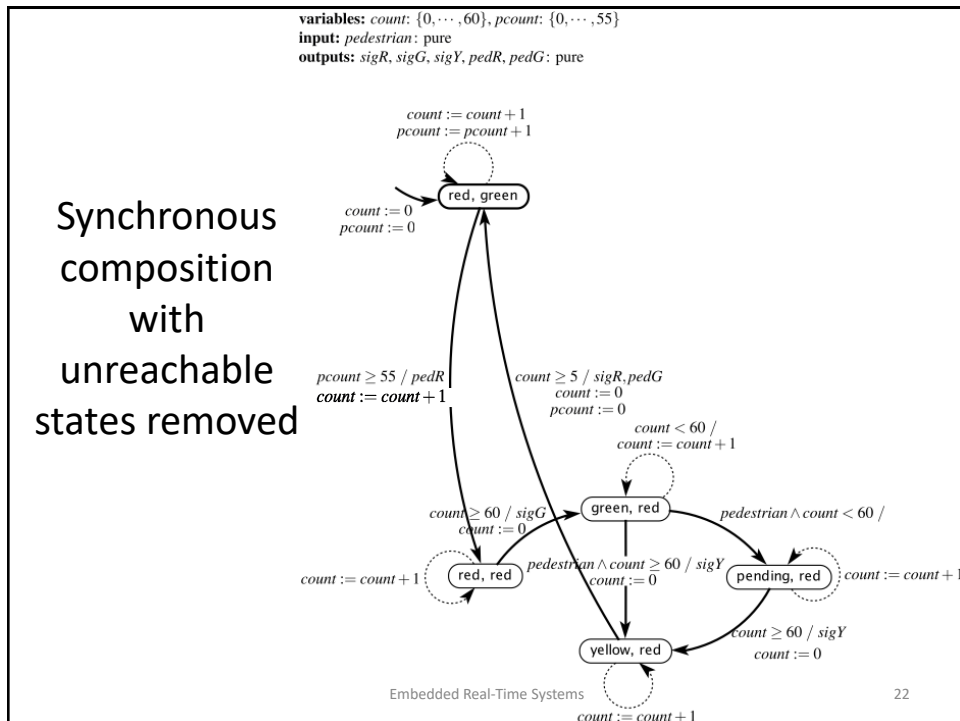 variables: count: {0, ⋯, 60}, pcount: {0, ⋯, 55}
input: pedestrian: pure
outputs: sigR, sigG, sigY, pedR, pedG: pure
count := count + 1
pcount := pcount + 1
red, green
count := 0
pcount := 0
Synchronous
composition
with
unreachable
states removed
pcount ≥ 55 / pedR
count := count + 1
count ≥ 5 / sigR, pedG
count := 0
pcount := 0
count < 60 /
count := count + 1
green, red
count ≥ 60 / sigG
count := 0
pedestrian ∧ count < 60 /
count := count + 1
red, red
pedestrian ∧ count ≥ 60 / sigY
count := 0
pending, red
count := count + 1
count ≥ 60 / sigY
count := 0
yellow, red
count := count + 1
Embedded Real-Time Systems
22